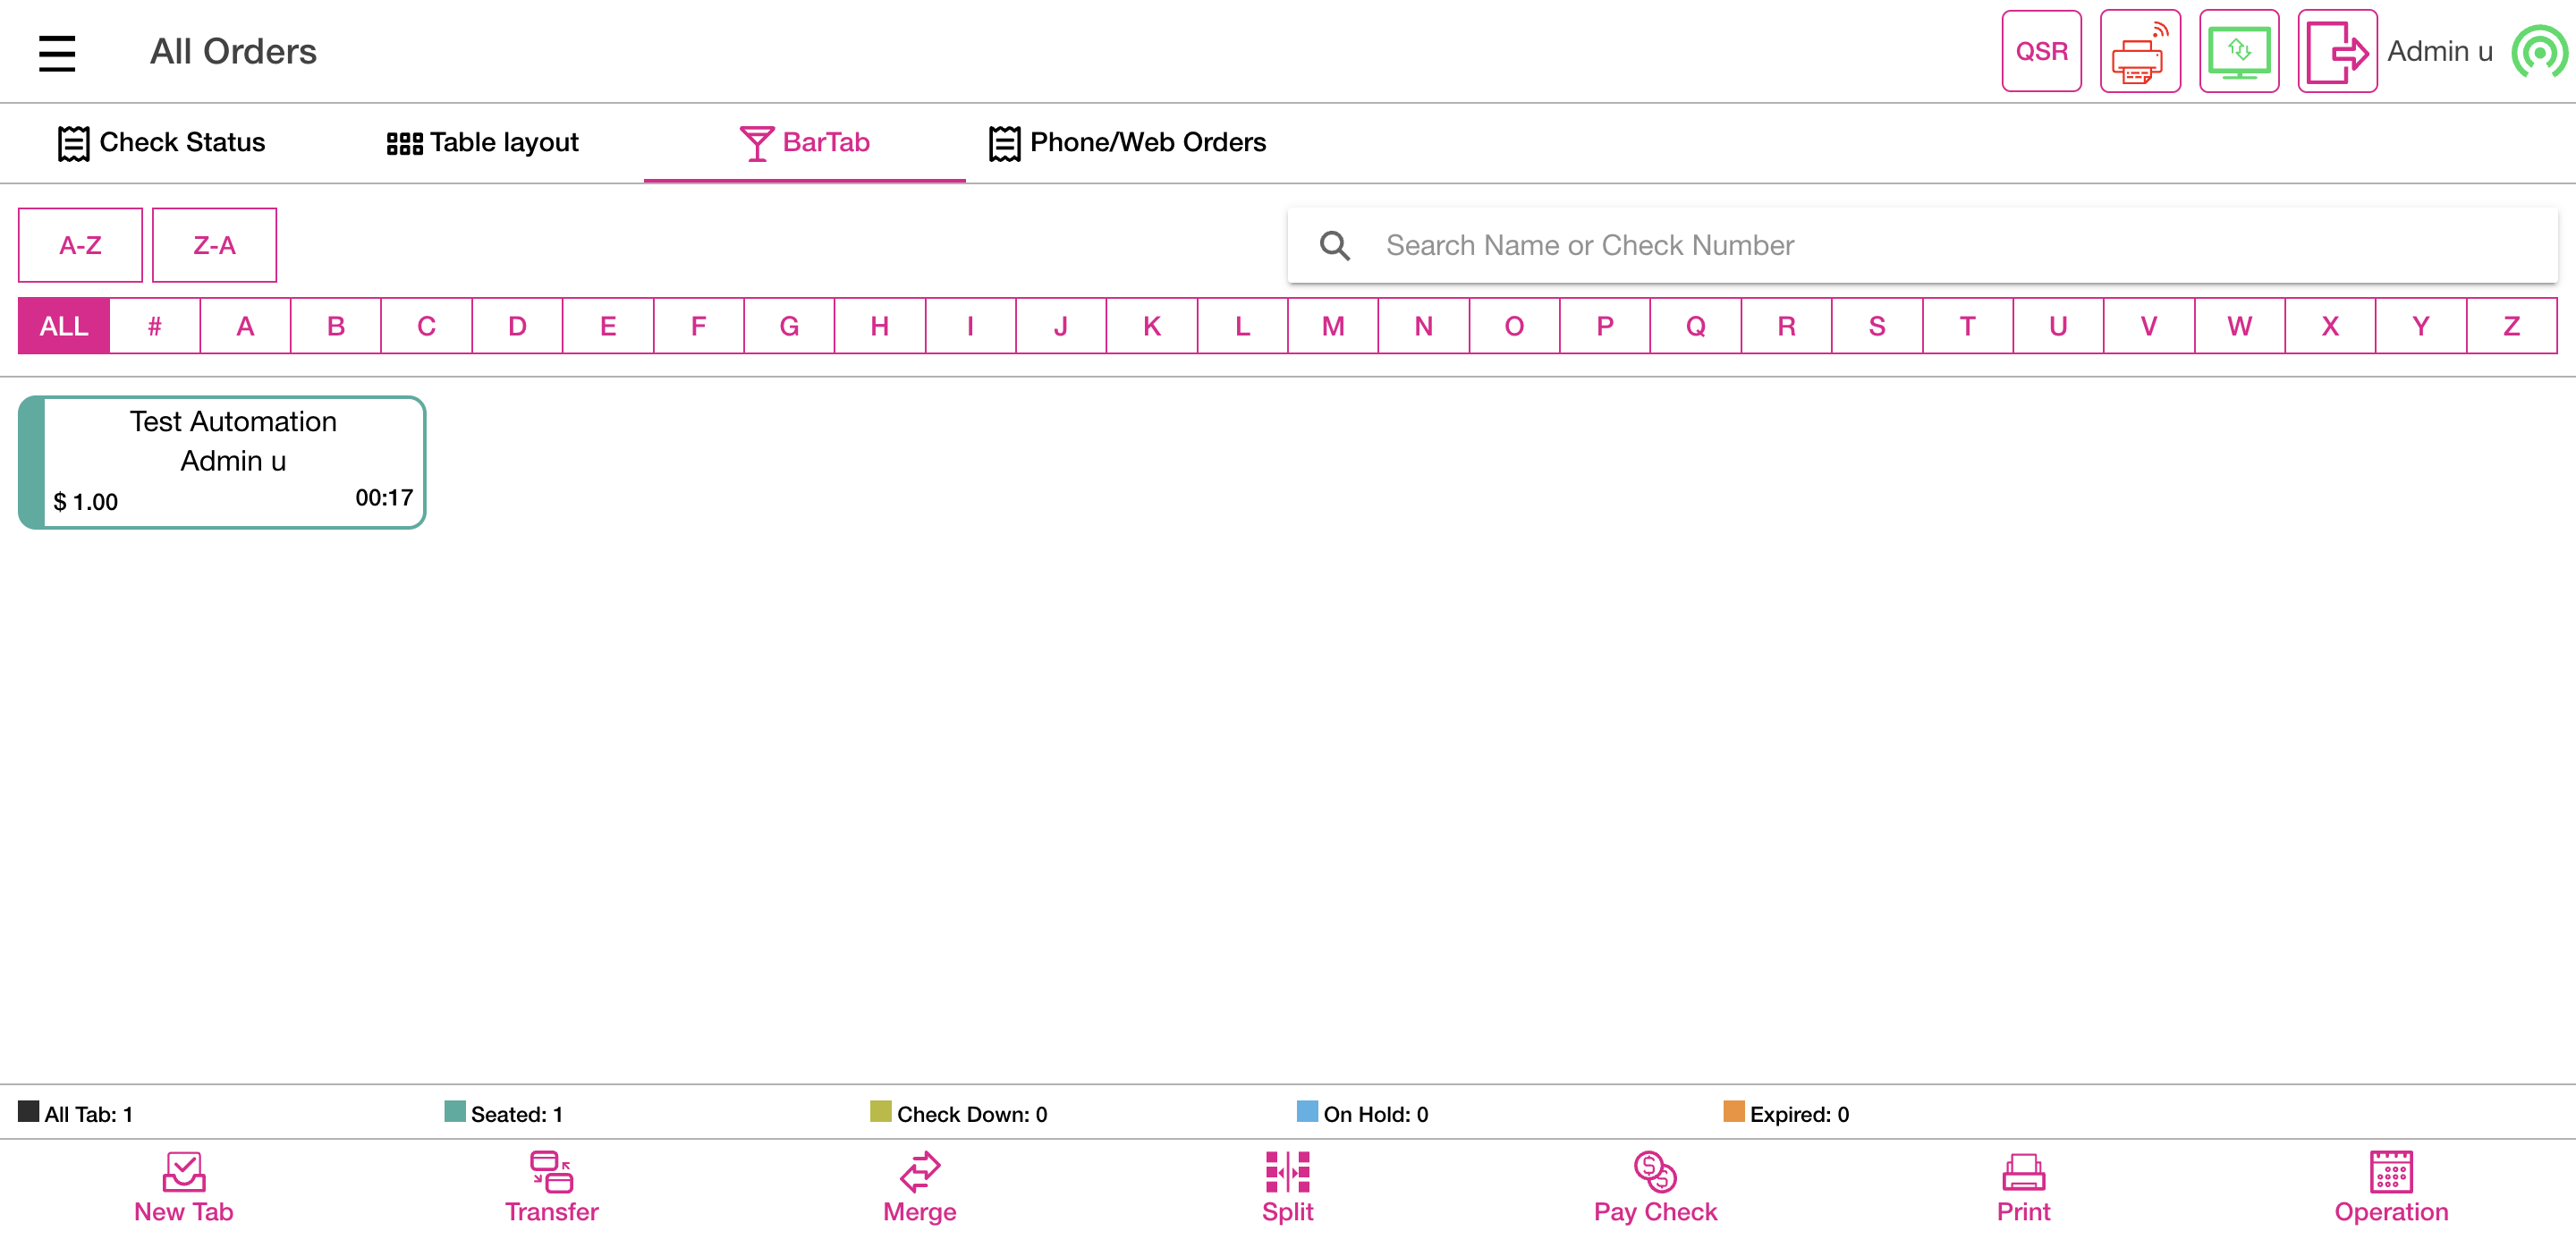 All Orders
QSR
Admin u
Check Status
Table layout
BarTab
Phone/Web Orders
A-Z
Z-A
Search Name or Check Number
ALL # A B C D E F G H I J K L M N O P Q R S T U V W X Y Z
Test Automation
Admin u
$ 1.00
00:17
All Tab: 1
Seated: 1
Check Down: 0
On Hold: 0
Expired: 0
New Tab
Transfer
Merge
Split
Pay Check
Print
Operation